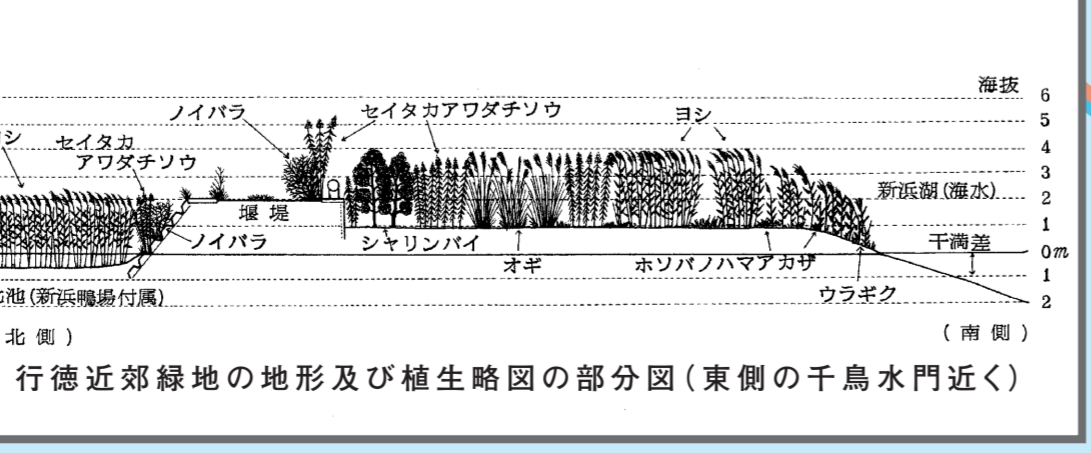 海抜
6
ノイバラ
セイタカアワダチソウ
ヨシ
5
セイタカ
アワダチソウ
4
3
新浜湖(海水)
2
堰堤
1
ノイバラ
シャリンバイ
干満差
0m
オギ
ホソバノハマアカザ
1
池(新浜鴨場付属)
ウラギク
2
北側)
(南側)
行徳近郊緑地の地形及び植生略図の部分図(東側の千鳥水門近く)